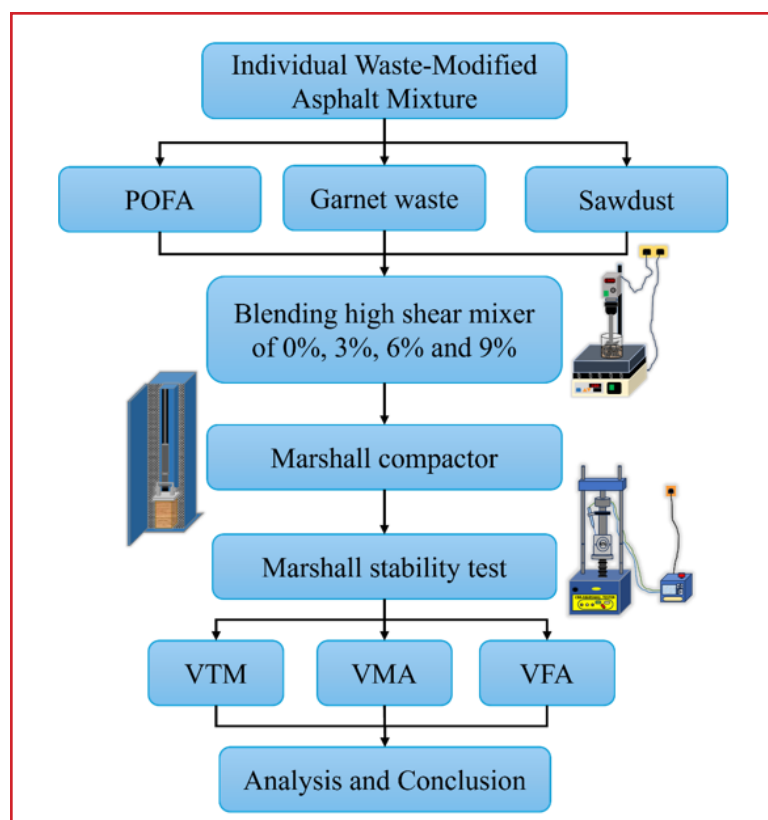 Individual Waste-Modified
Asphalt Mixture
POFA
Garnet waste
Sawdust
Blending high shear mixer
of 0%, 3%, 6% and 9%
Marshall compactor
Marshall stability test
VTM
VMA
VFA
Analysis and Conclusion